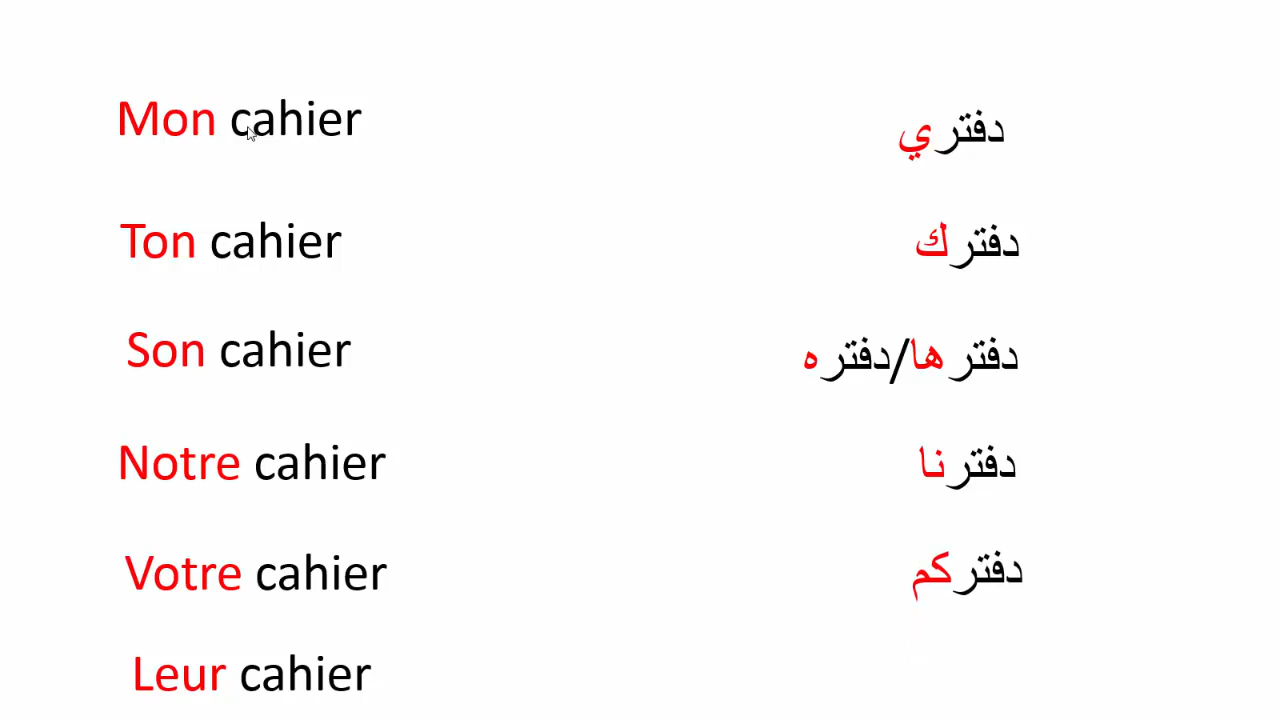 Mon cahier دفتري
Ton cahier دفترك
Son cahier دفترها/دفتره
Notre cahier دفترنا
Votre cahier دفتركم
Leur cahier